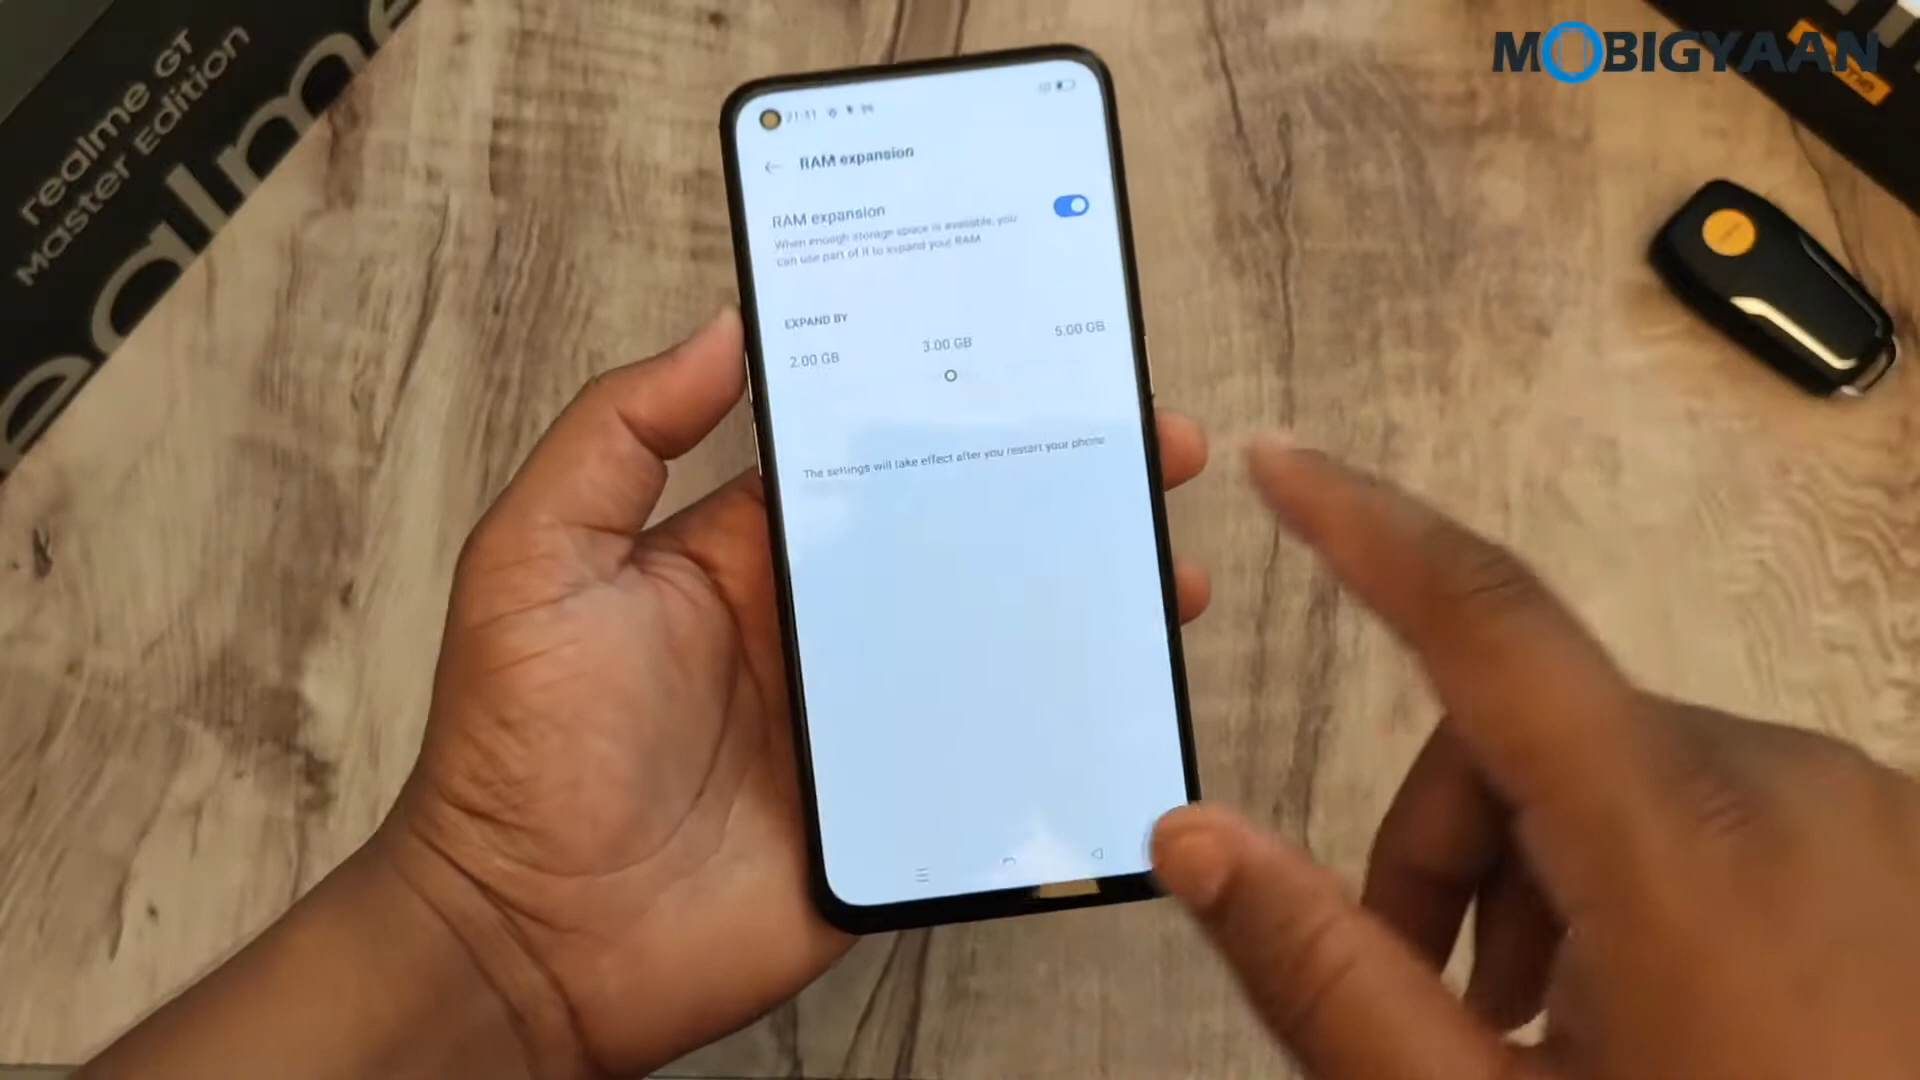 realme GT
Master Edition
realme
MOBIGYAAN
RAM expansion
RAM expansion
When enough storage space is available, you
can use part of it to expand your RAM
EXPAND BY
2.00 GB
3.00 GB
5.00 GB
The settings will take effect after you restart your phone